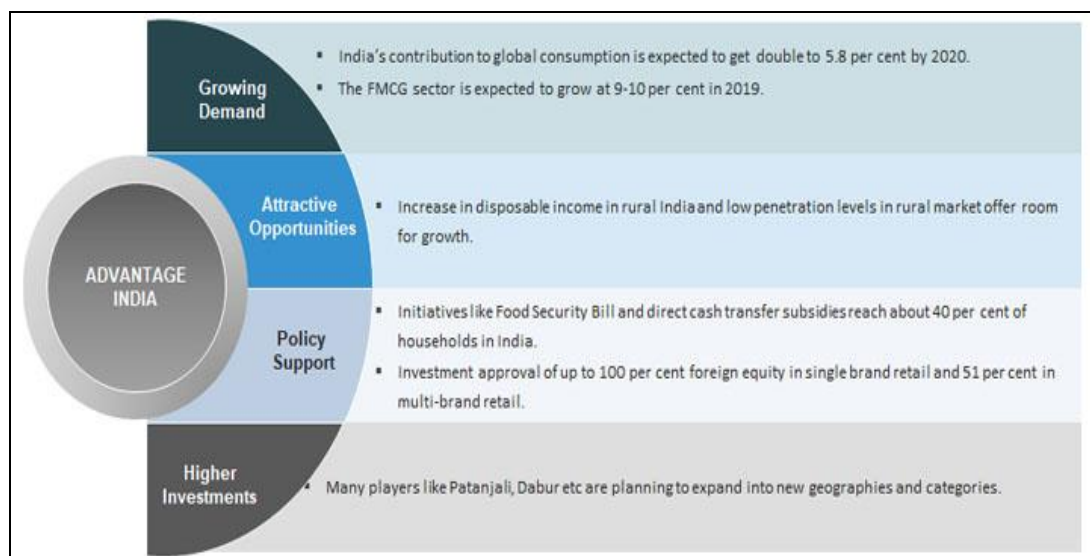 ADVANTAGE
INDIA
Growing
Demand
▪ India's contribution to global consumption is expected to get double to 5.8 per cent by 2020.
▪ The FMCG sector is expected to grow at 9-10 per cent in 2019.
Attractive
Opportunities
▪ Increase in disposable income in rural India and low penetration levels in rural market offer room
for growth.
Policy
Support
▪ Initiatives like Food Security Bill and direct cash transfer subsidies reach about 40 per cent of
households in India.
▪ Investment approval of up to 100 per cent foreign equity in single brand retail and 51 per cent in
multi-brand retail.
Higher
Investments
▪ Many players like Patanjali, Dabur etc are planning to expand into new geographies and categories.